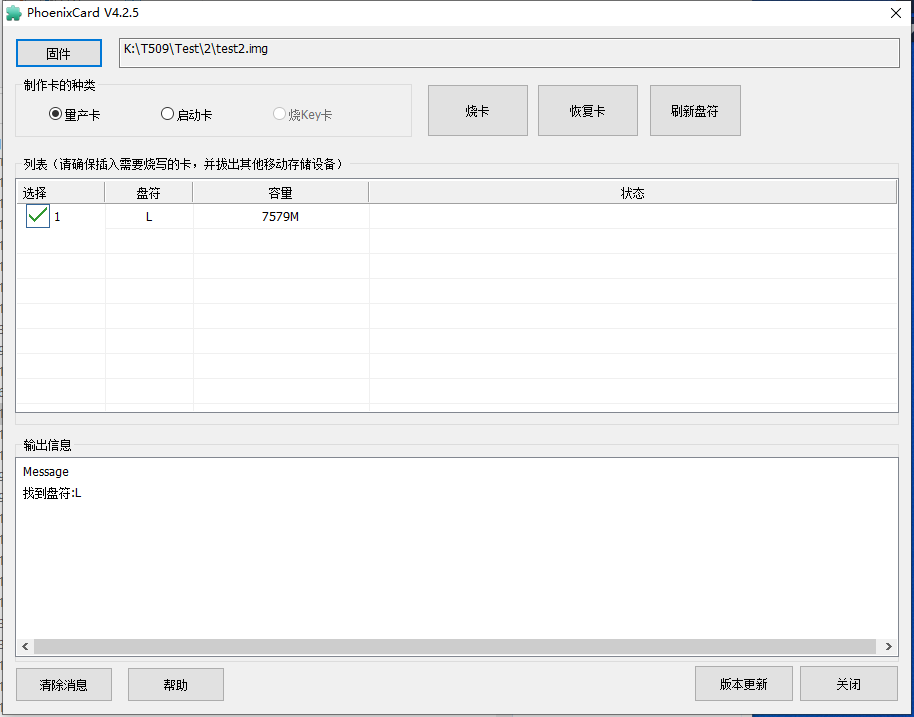 PhoenixCard V4.2.5
固件 K:\T509\Test\2\test2.img
制作卡的种类
量产卡 启动卡 烧Key卡 烧卡 恢复卡 刷新盘符
列表（请确保插入需要烧写的卡，并拔出其他移动存储设备）
选择 盘符 容量 状态
1 L 7579M
输出信息
Message
找到盘符:L
清除消息 帮助 版本更新 关闭